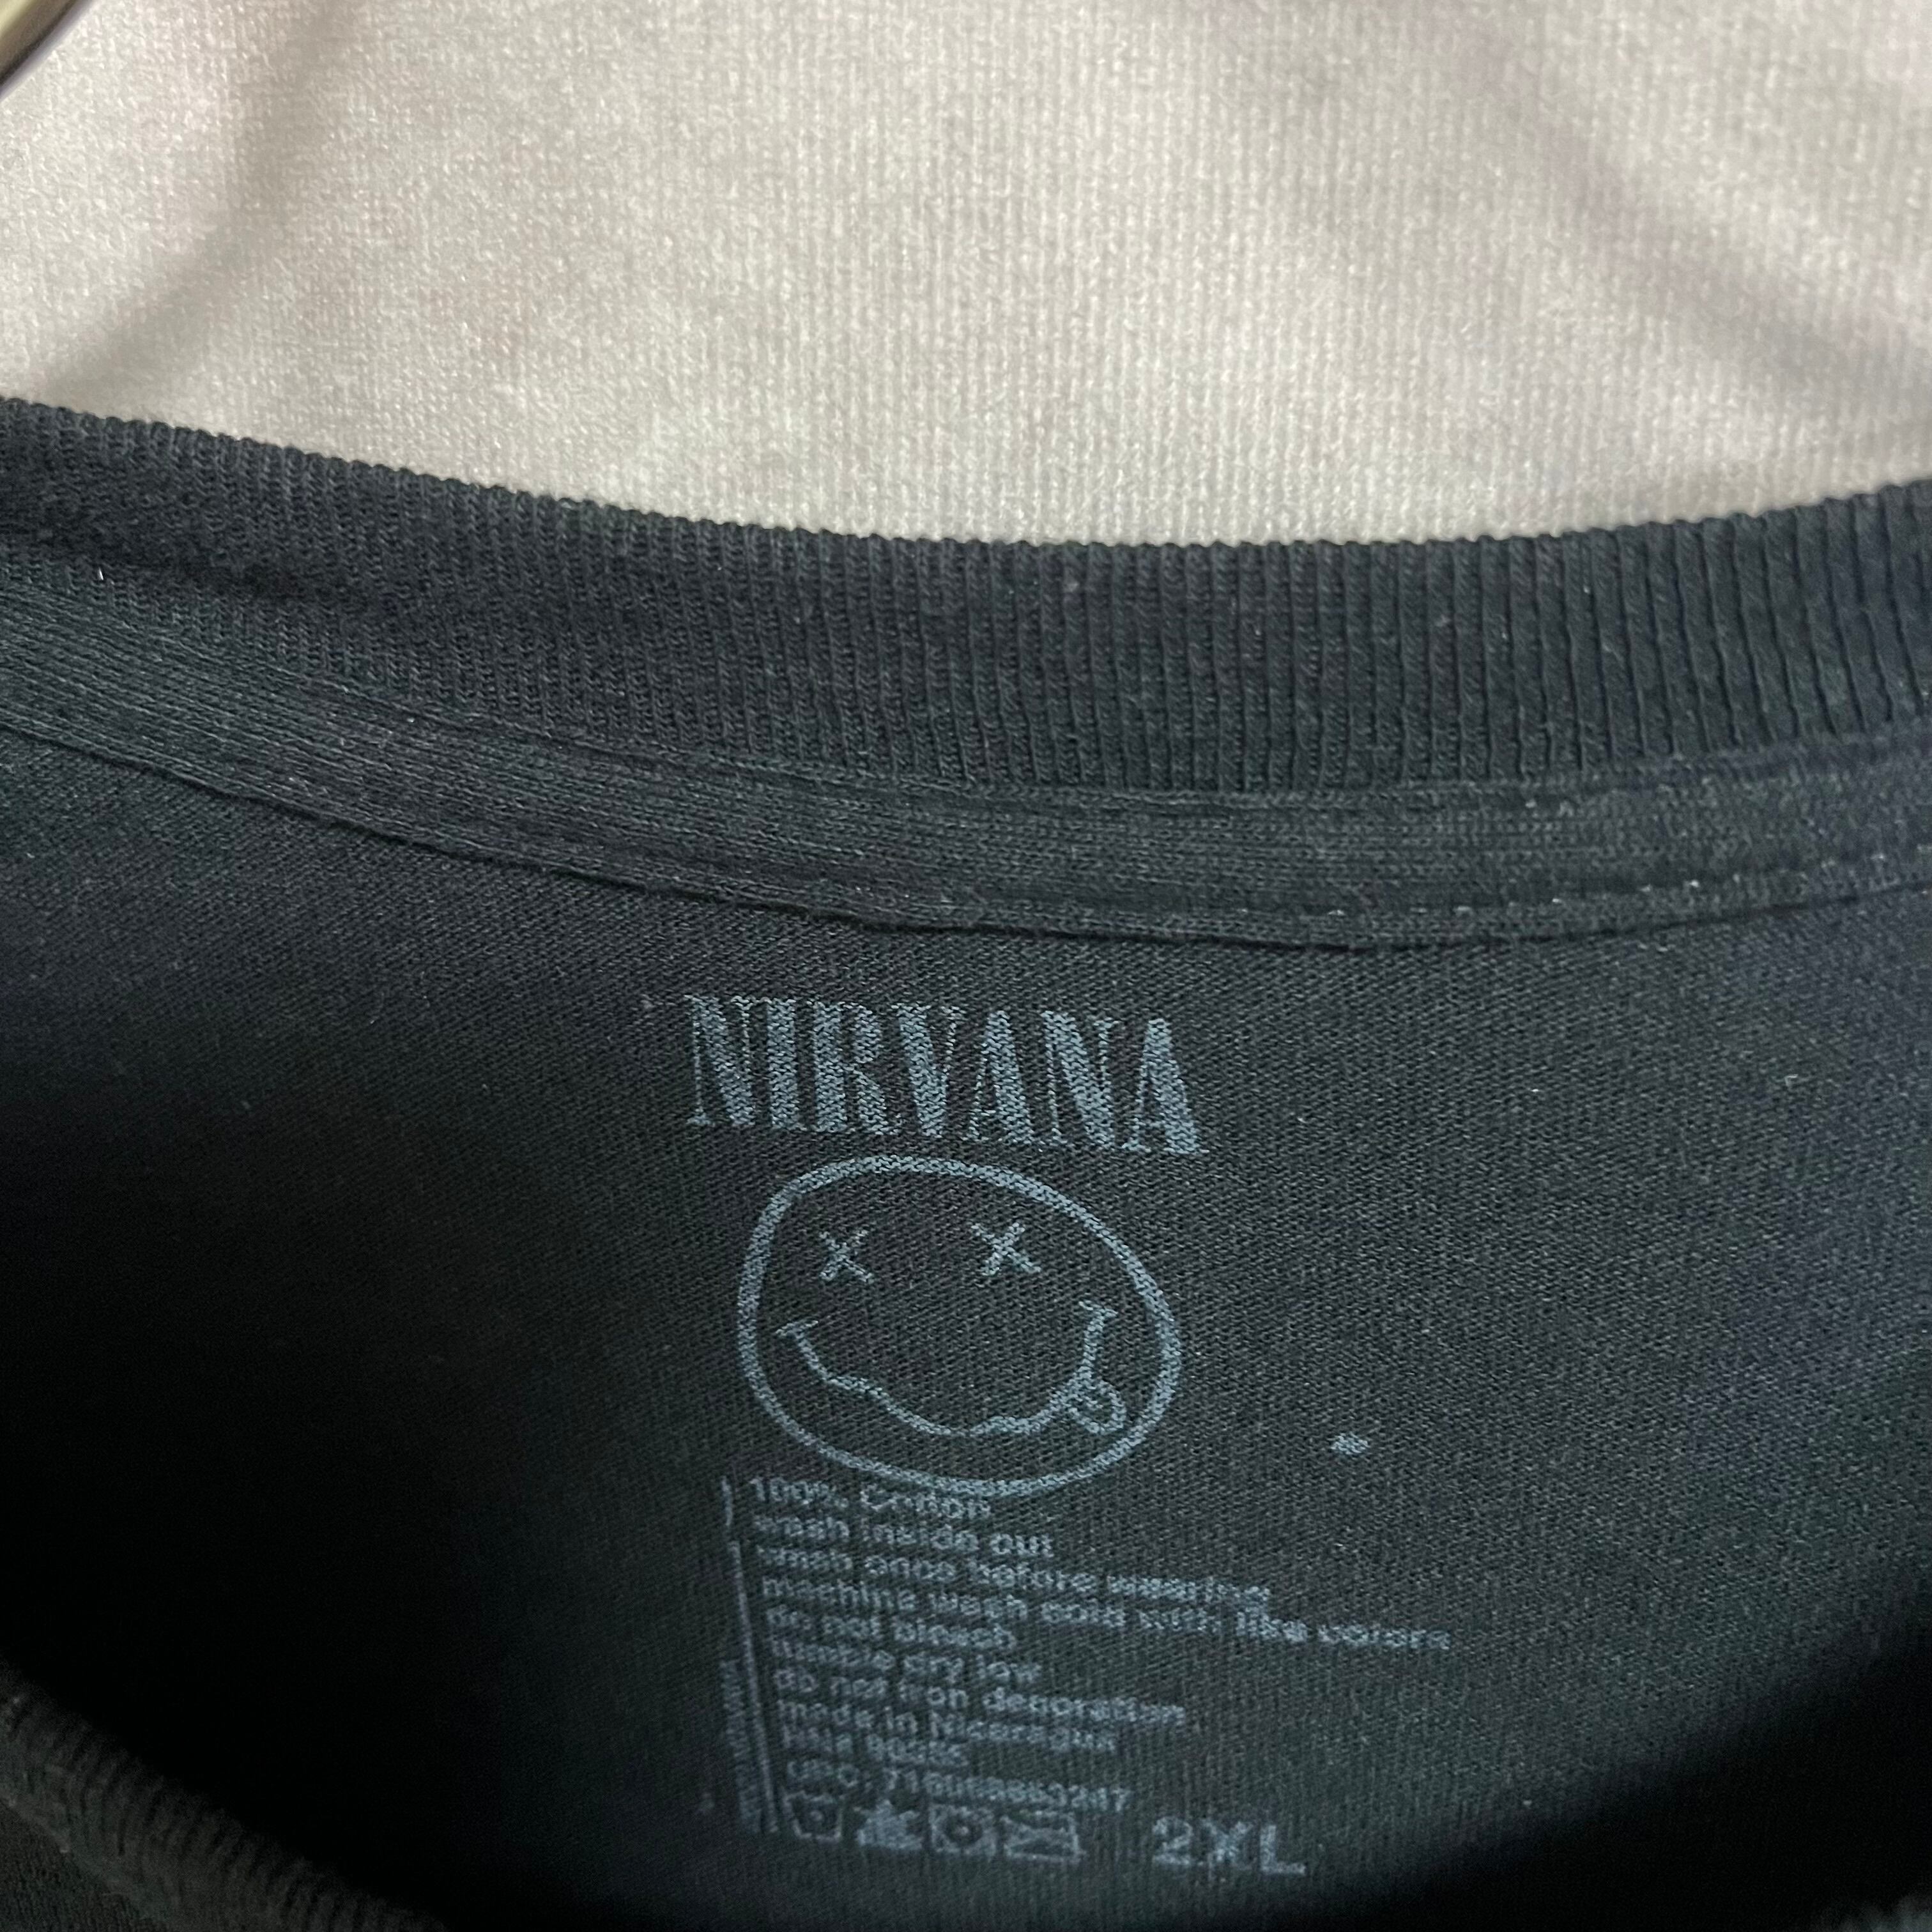 NIRVANA
100% Cotton
wash inside out
wash once before wearing
machine wash cold with like colors
do not bleach
tumble dry low
do not iron decoration
made in Nicaragua
2XL